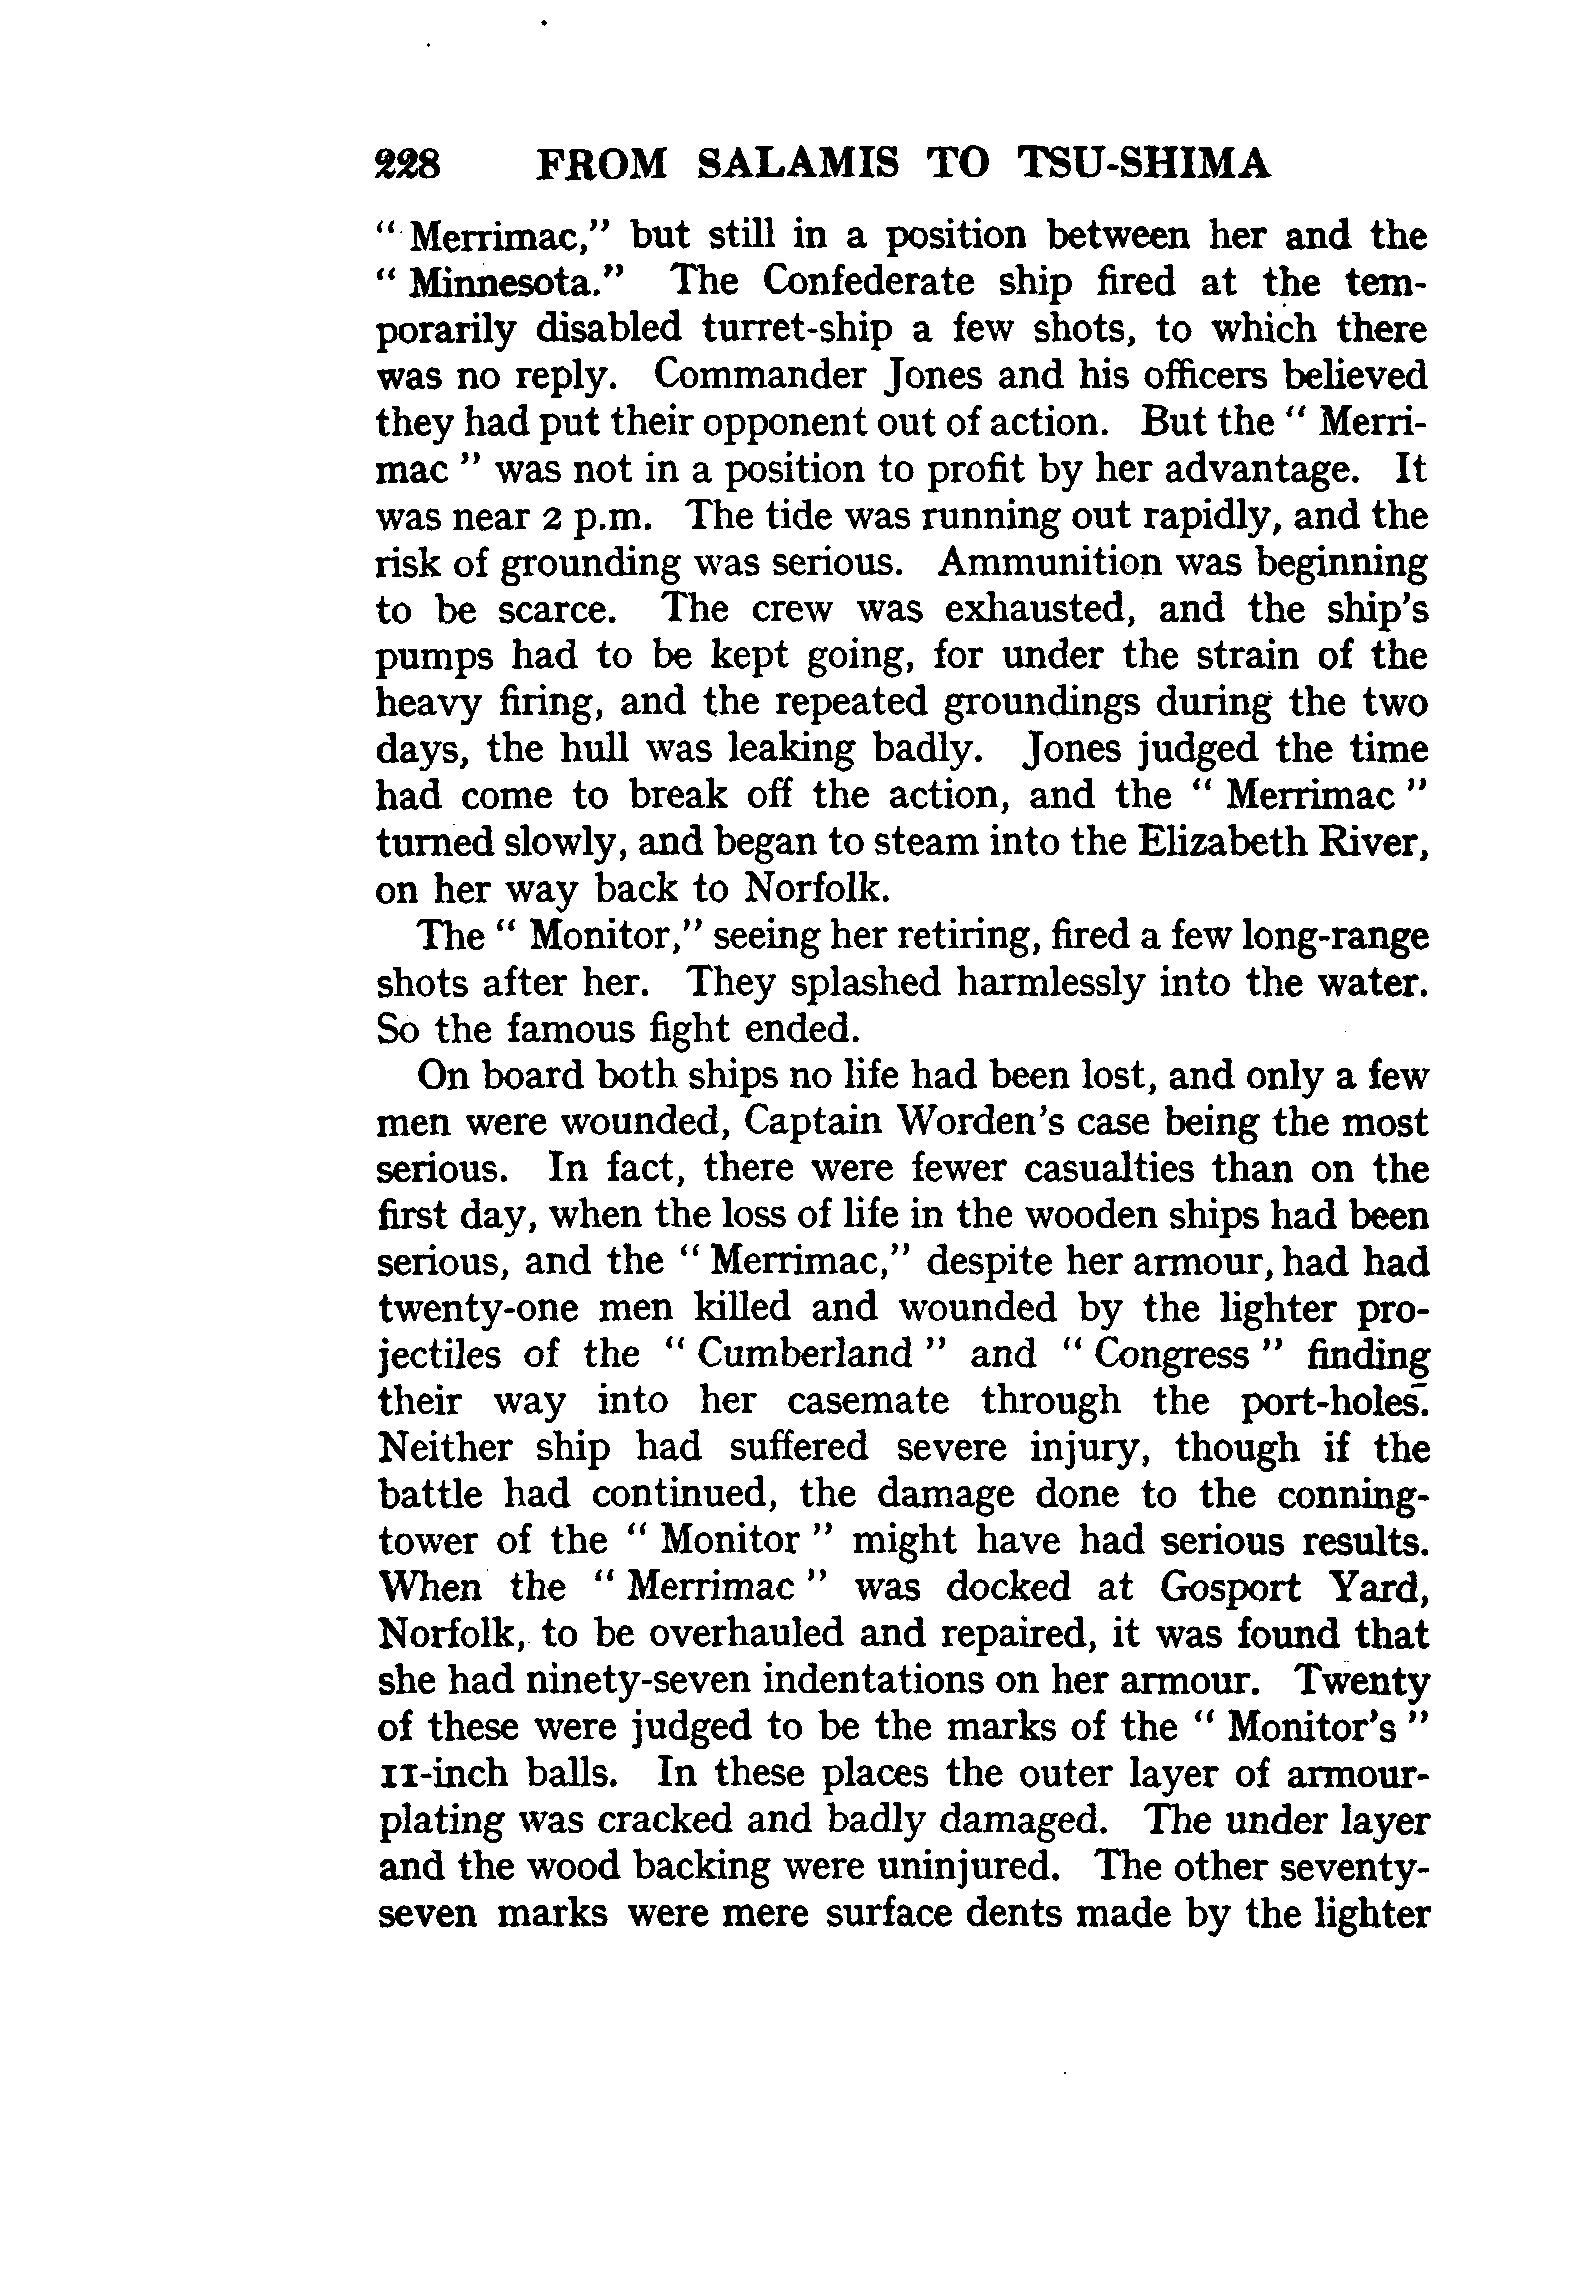 228 FROM SALAMIS TO TSU-SHIMA
“ Merrimac,” but still in a position between her and the
“ Minnesota.” The Confederate ship fired at the tem-
porarily disabled turret-ship a few shots, to which there
was no reply. Commander Jones and his officers believed
they had put their opponent out of action. But the “ Merri-
mac ” was not in a position to profit by her advantage. It
was near 2 p.m. The tide was running out rapidly, and the
risk of grounding was serious. Ammunition was beginning
to be scarce. The crew was exhausted, and the ship's
pumps had to be kept going, for under the strain of the
heavy firing, and the repeated groundings during the two
days, the hull was leaking badly. Jones judged the time
had come to break off the action, and the “ Merrimac ”
turned slowly, and began to steam into the Elizabeth River,
on her way back to Norfolk.
The “ Monitor,” seeing her retiring, fired a few long-range
shots after her. They splashed harmlessly into the water.
So the famous fight ended.
On board both ships no life had been lost, and only a few
men were wounded, Captain Worden's case being the most
serious. In fact, there were fewer casualties than on the
first day, when the loss of life in the wooden ships had been
serious, and the “ Merrimac,” despite her armour, had had
twenty-one men killed and wounded by the lighter pro-
jectiles of the “ Cumberland ” and “ Congress ” finding
their way into her casemate through the port-holes.
Neither ship had suffered severe injury, though if the
battle had continued, the damage done to the conning-
tower of the “ Monitor ” might have had serious results.
When the “ Merrimac ” was docked at Gosport Yard,
Norfolk, to be overhauled and repaired, it was found that
she had ninety-seven indentations on her armour. Twenty
of these were judged to be the marks of the “ Monitor's ”
11-inch balls. In these places the outer layer of armour-
plating was cracked and badly damaged. The under layer
and the wood backing were uninjured. The other seventy-
seven marks were mere surface dents made by the lighter